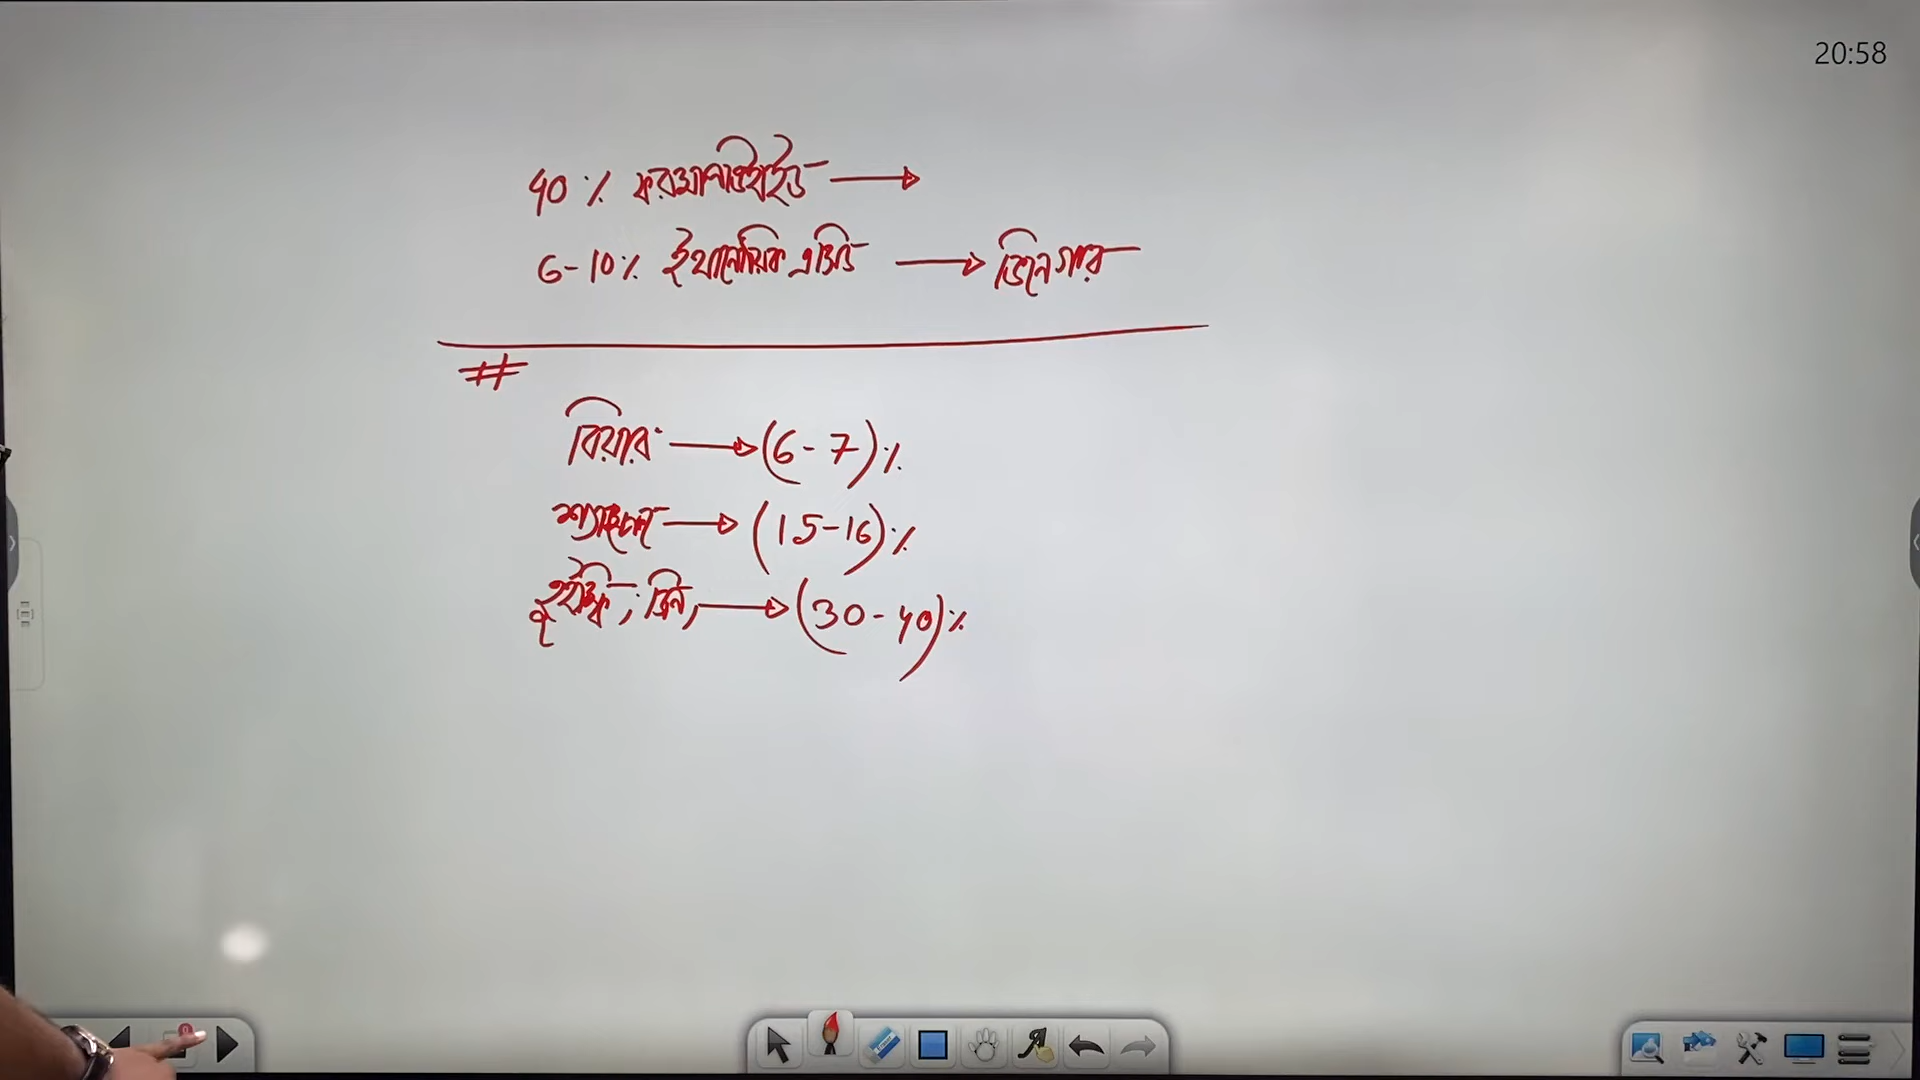 20:58
40% ফরমালডিহাইড →
6-10% ইথানোয়িক এসিড → ভিনেগার
#
বিয়ার → (6-7)%
শ্যাম্পেন → (15-16)%
হুইস্কি, জিন, → (30-40)%